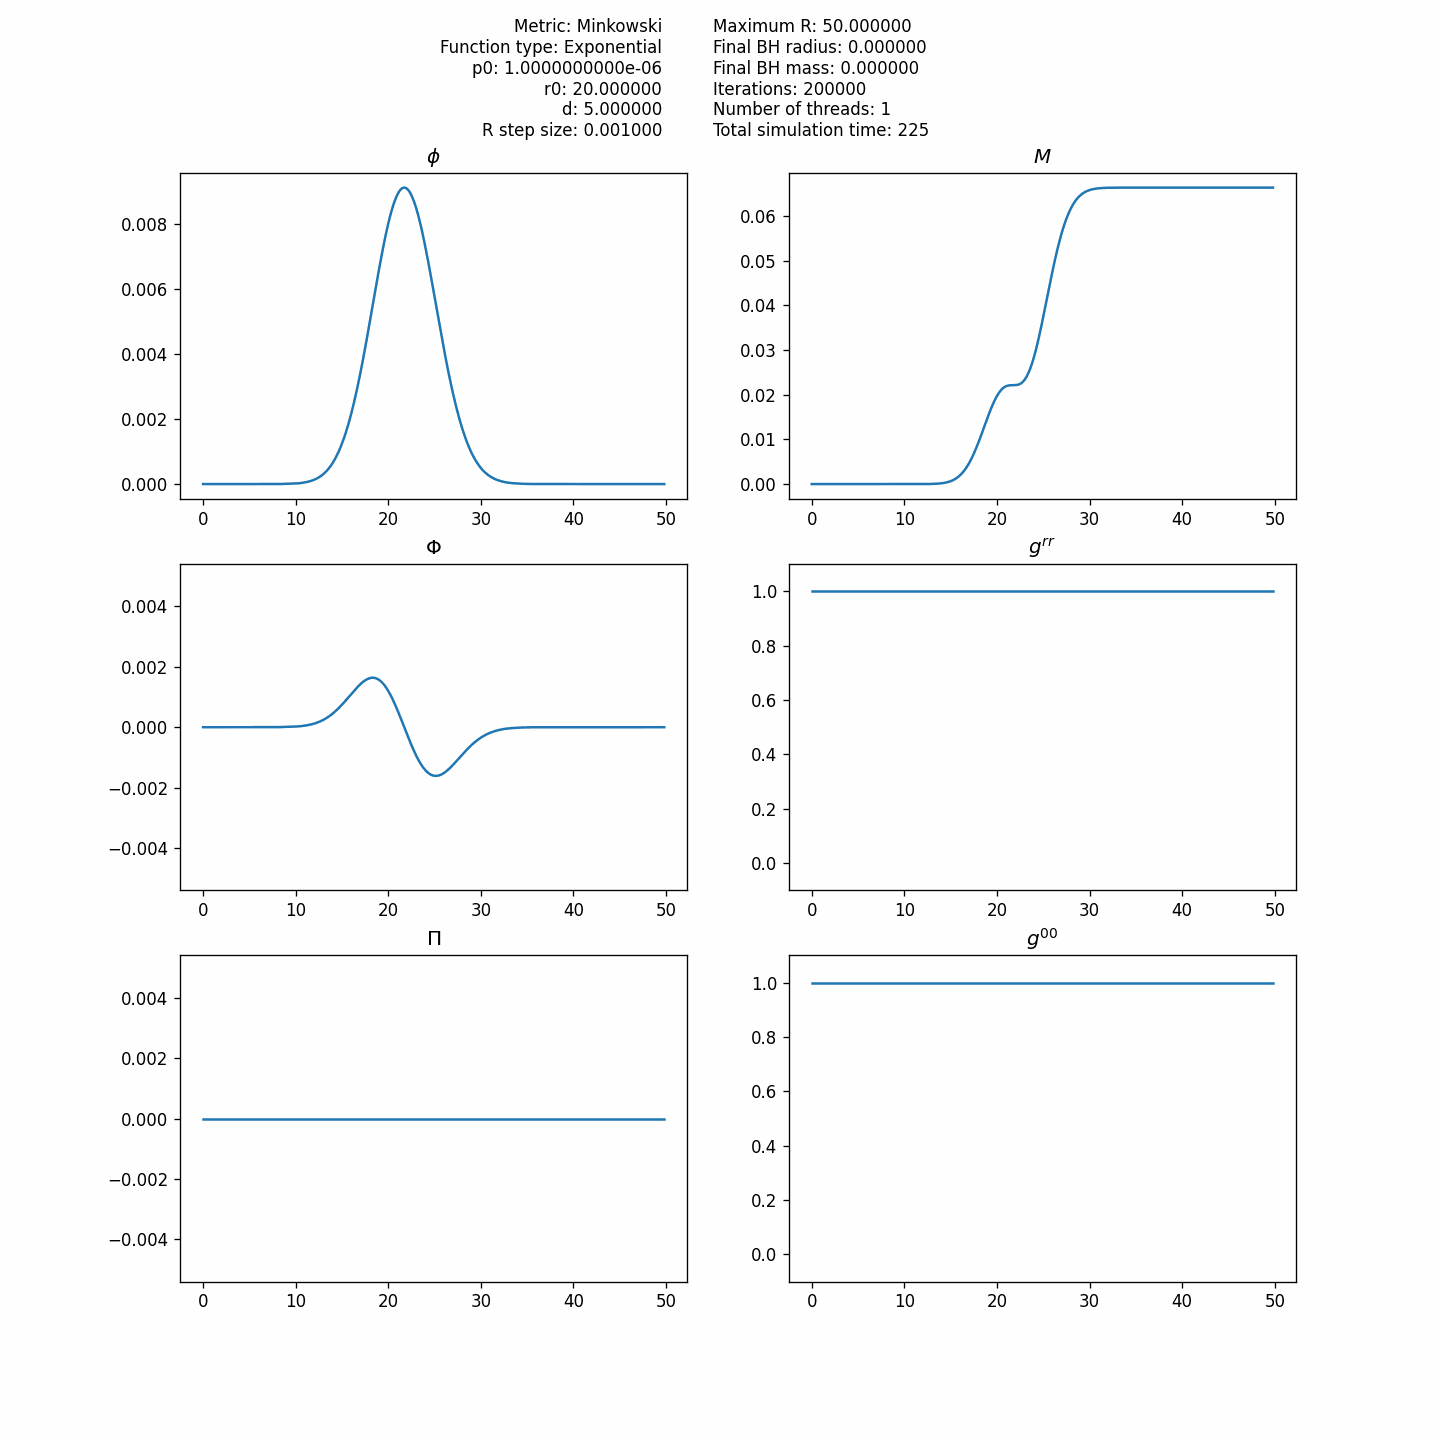 Metric: Minkowski
Function type: Exponential
p0: 1.0000000000e-06
r0: 20.000000
d: 5.000000
R step size: 0.001000
Maximum R: 50.000000
Final BH radius: 0.000000
Final BH mass: 0.000000
Iterations: 200000
Number of threads: 1
Total simulation time: 225
ϕ
0.008
0.006
0.004
0.002
0.000
0 10 20 30 40 50
M
0.06
0.05
0.04
0.03
0.02
0.01
0.00
0 10 20 30 40 50
Φ
0.004
0.002
0.000
−0.002
−0.004
0 10 20 30 40 50
g^{rr}
1.0
0.8
0.6
0.4
0.2
0.0
0 10 20 30 40 50
Π
0.004
0.002
0.000
−0.002
−0.004
0 10 20 30 40 50
g^{00}
1.0
0.8
0.6
0.4
0.2
0.0
0 10 20 30 40 50